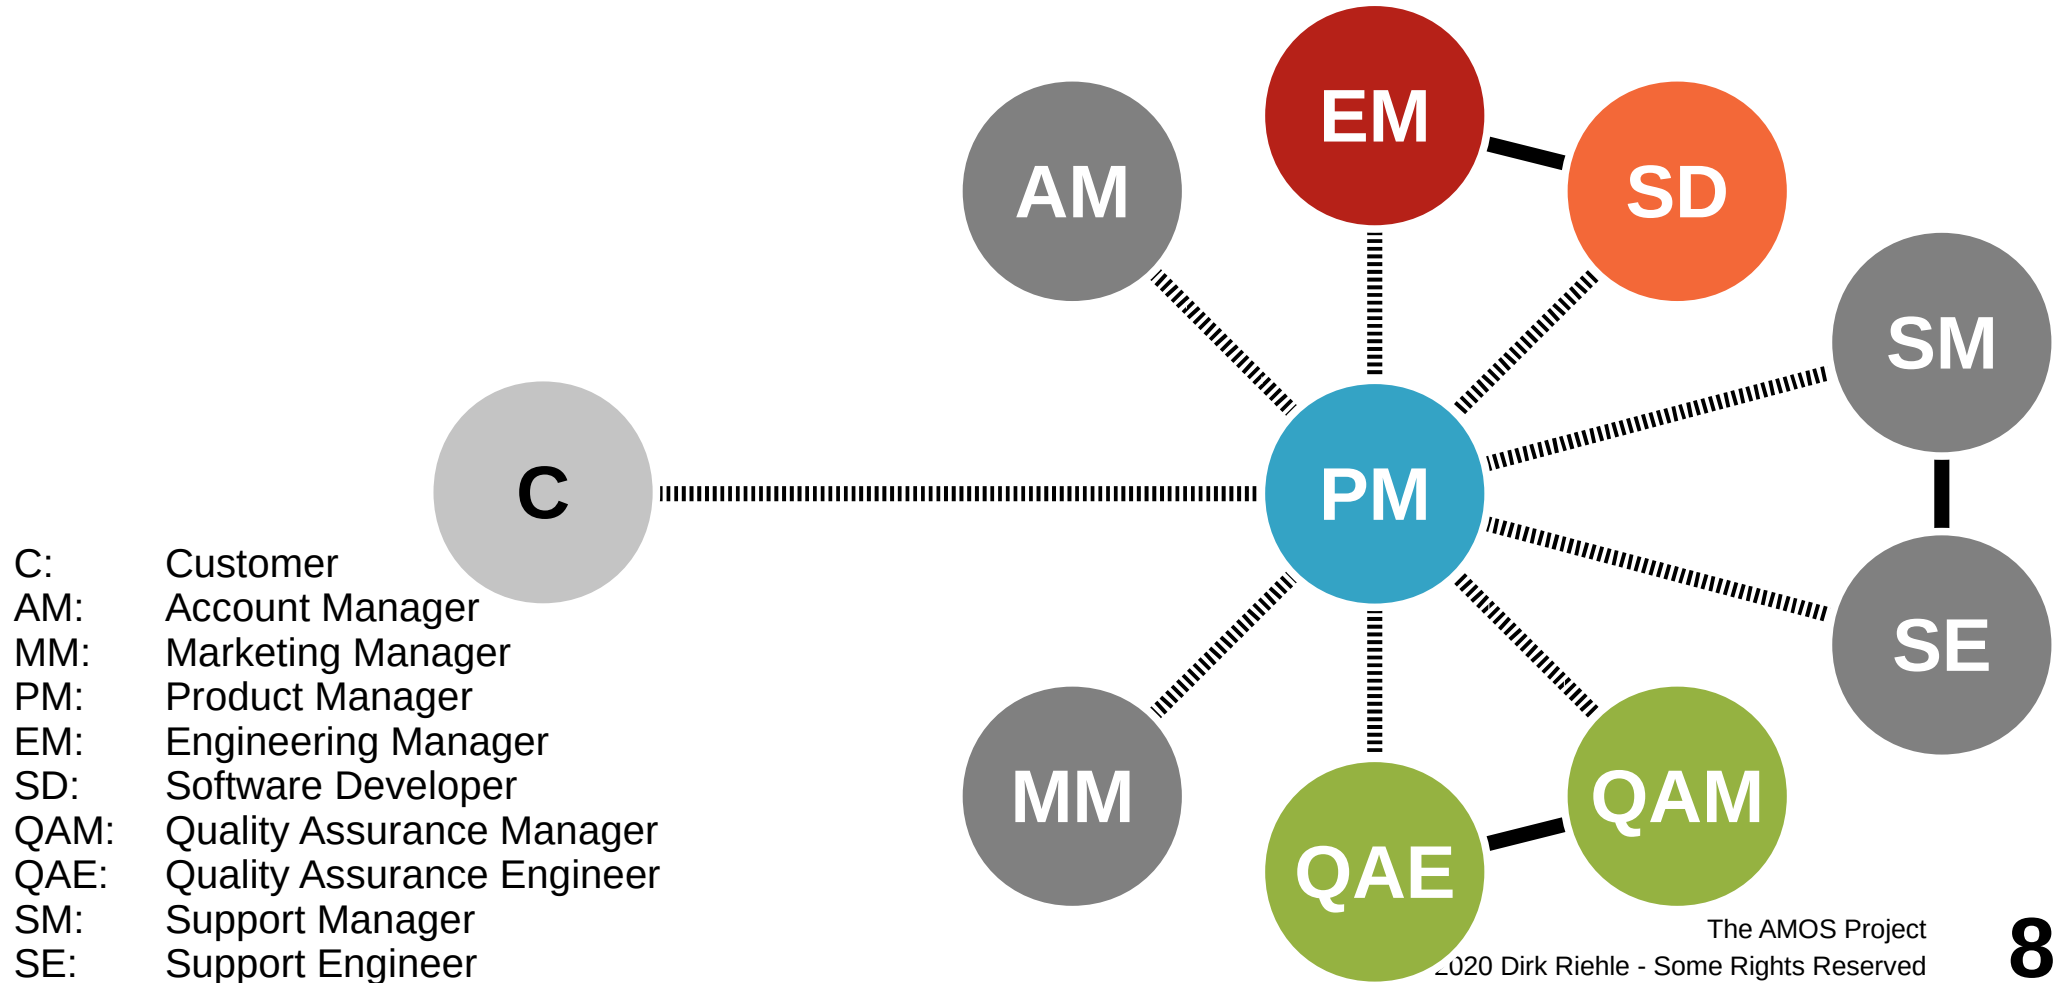 EM
AM
SD
SM
C
PM
SE
MM
QAM
QAE
C: Customer
AM: Account Manager
MM: Marketing Manager
PM: Product Manager
EM: Engineering Manager
SD: Software Developer
QAM: Quality Assurance Manager
QAE: Quality Assurance Engineer
SM: Support Manager
SE: Support Engineer
The AMOS Project
2020 Dirk Riehle - Some Rights Reserved
8